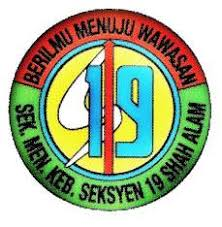 BERILMU MENUJU WAWASAN
19
SEK. MEN. KEB. SEKSYEN 19 SHAH ALAM